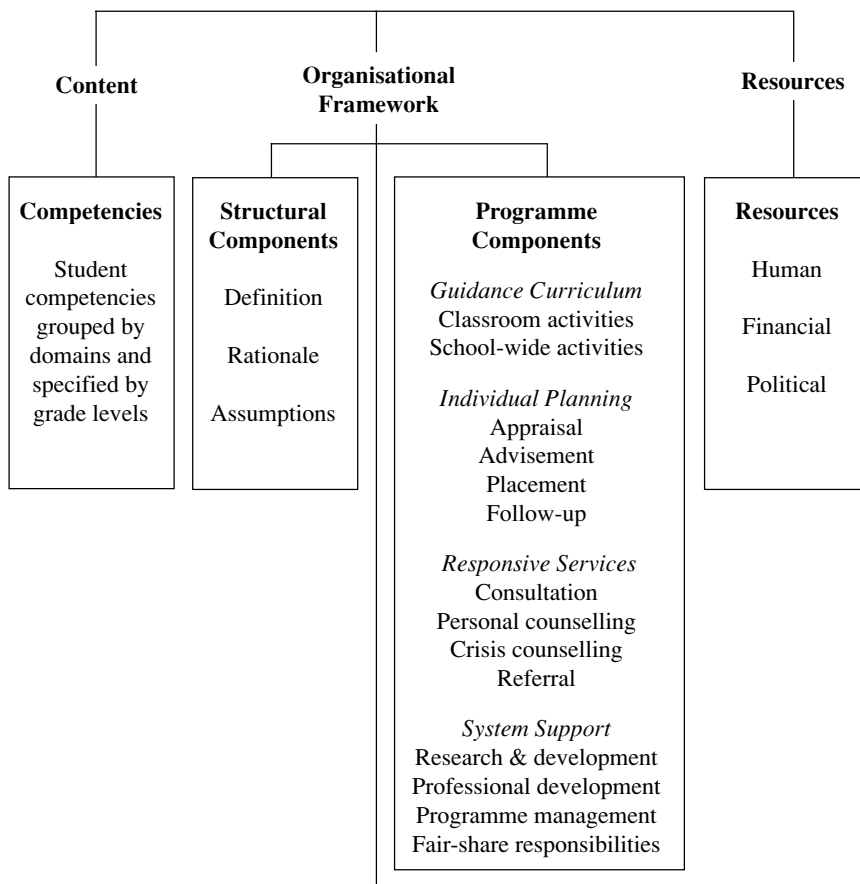 Content
Organisational
Framework
Resources
Competencies
Student
competencies
grouped by
domains and
specified by
grade levels
Structural
Components
Definition
Rationale
Assumptions
Programme
Components
Guidance Curriculum
Classroom activities
School-wide activities
Individual Planning
Appraisal
Advisement
Placement
Follow-up
Responsive Services
Consultation
Personal counselling
Crisis counselling
Referral
System Support
Research & development
Professional development
Programme management
Fair-share responsibilities
Resources
Human
Financial
Political